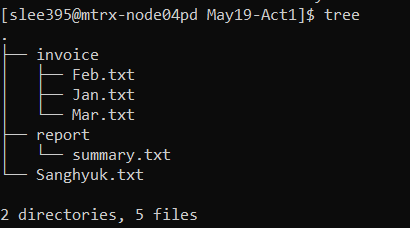 [slee395@mtrx-node04pd May19-Act1]$ tree
.
├── invoice
│   ├── Feb.txt
│   ├── Jan.txt
│   └── Mar.txt
├── report
│   └── summary.txt
└── Sanghyuk.txt

2 directories, 5 files